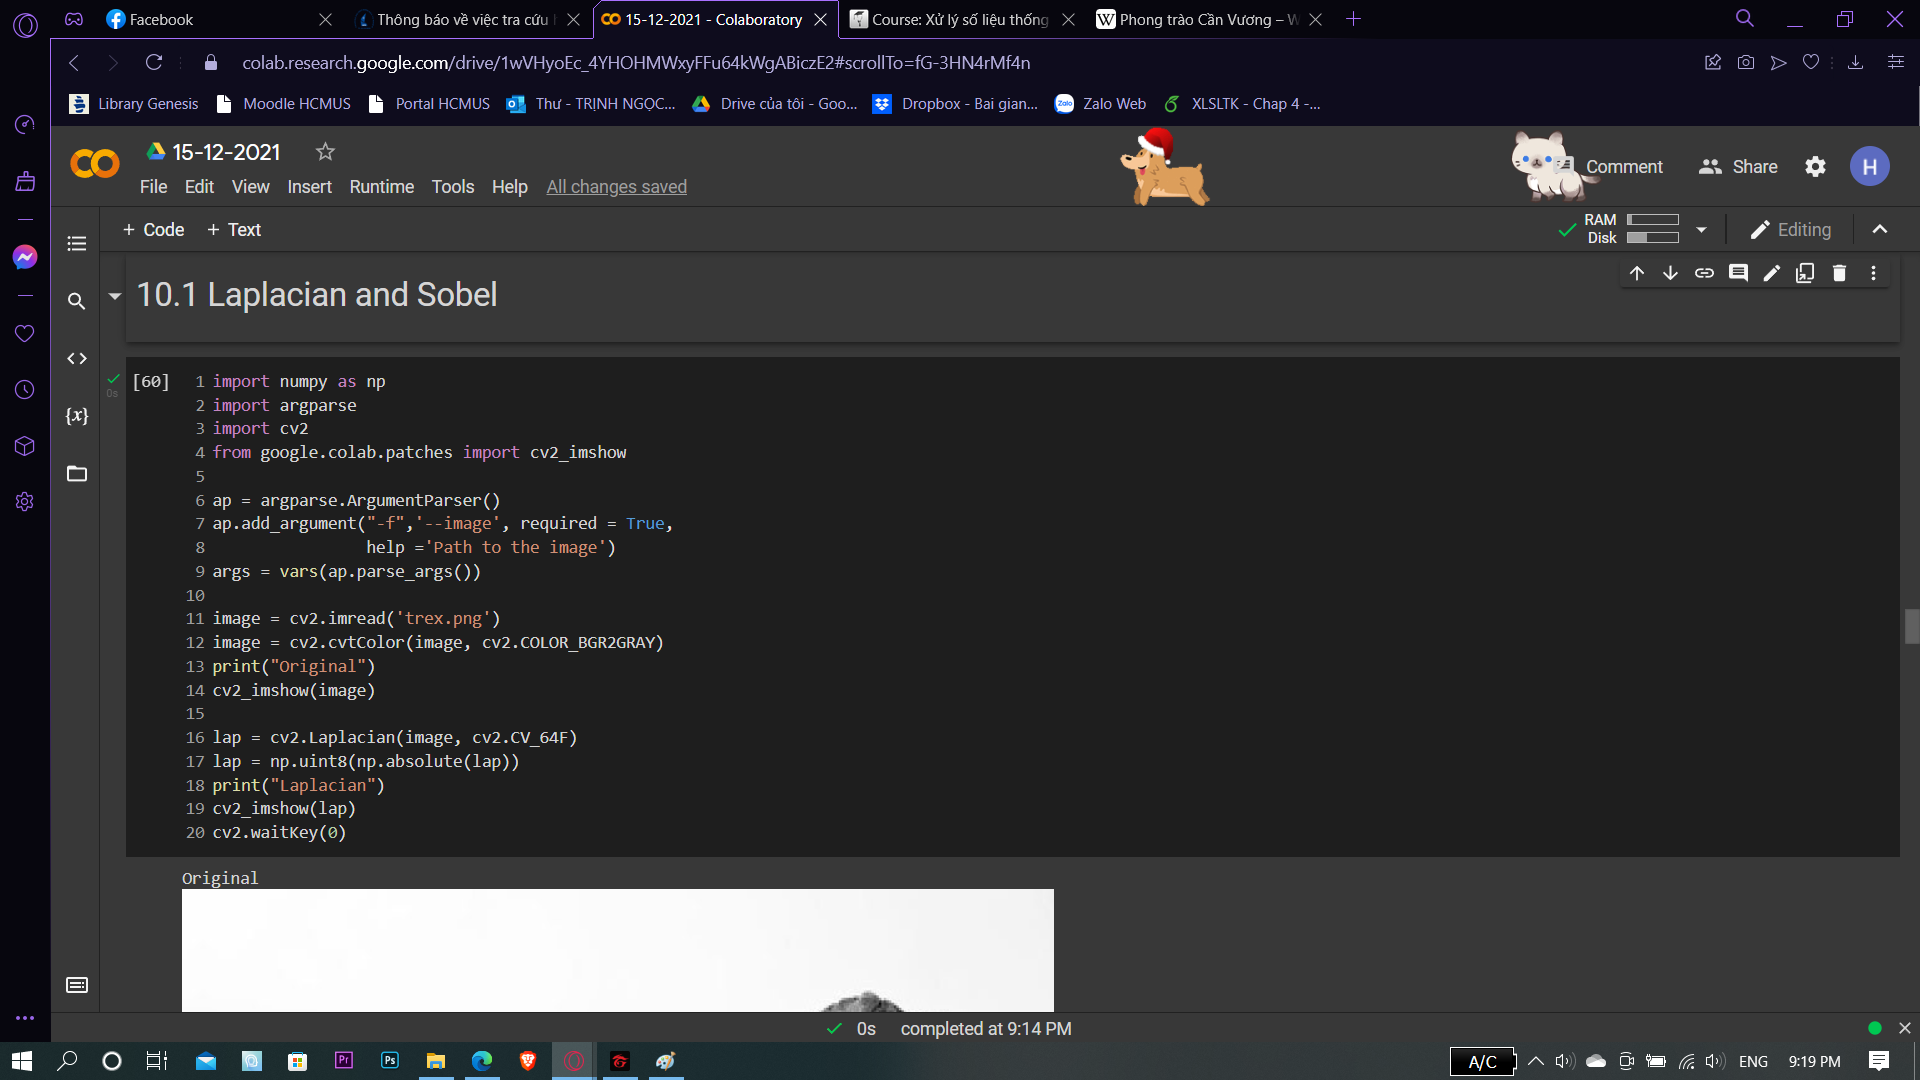 Facebook
Thông báo về việc tra cứu
15-12-2021 - Colaboratory
Course: Xử lý số liệu thống
Phong trào Cần Vương – W
colab.research.google.com/drive/1wVHyoEc_4YHOHMWxyFFu64kWgABiczE2#scrollTo=fG-3HN4rMf4n
Library Genesis
Moodle HCMUS
Portal HCMUS
Thư - TRỊNH NGỌC...
Drive của tôi - Goo...
Dropbox - Bai gian...
Zalo Web
XLSLTK - Chap 4 -...
15-12-2021
File Edit View Insert Runtime Tools Help All changes saved
Comment
Share
H
+ Code + Text
RAM
Disk
Editing
10.1 Laplacian and Sobel
[60]
0s
1 import numpy as np
2 import argparse
3 import cv2
4 from google.colab.patches import cv2_imshow
5
6 ap = argparse.ArgumentParser()
7 ap.add_argument("-f",'--image', required = True,
8 help ='Path to the image')
9 args = vars(ap.parse_args())
10
11 image = cv2.imread('trex.png')
12 image = cv2.cvtColor(image, cv2.COLOR_BGR2GRAY)
13 print("Original")
14 cv2_imshow(image)
15
16 lap = cv2.Laplacian(image, cv2.CV_64F)
17 lap = np.uint8(np.absolute(lap))
18 print("Laplacian")
19 cv2_imshow(lap)
20 cv2.waitKey(0)
Original
0s completed at 9:14 PM
A/C
ENG
9:19 PM